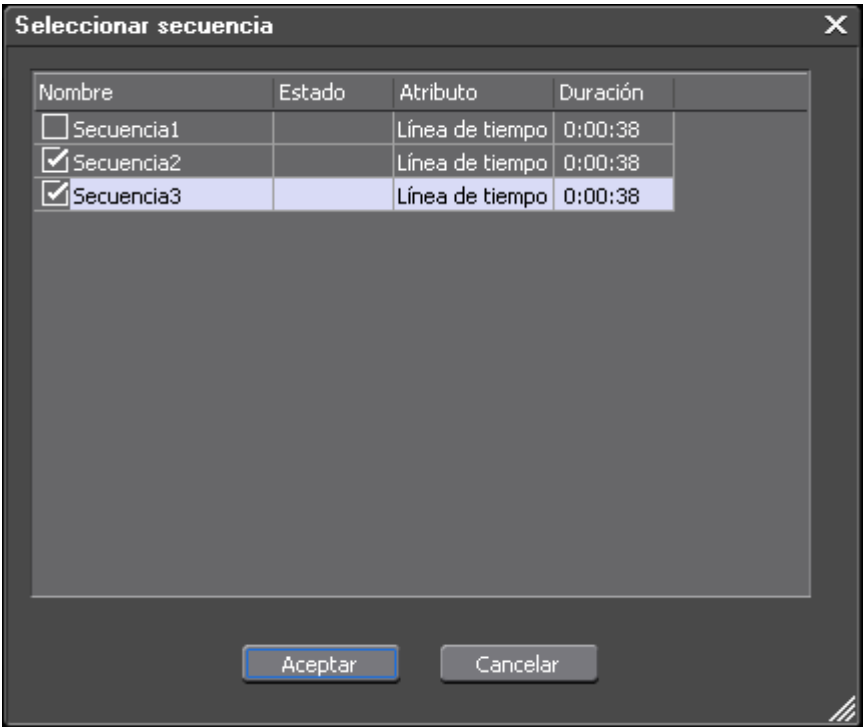 Seleccionar secuencia
Nombre Estado Atributo Duración
Secuencia1 Línea de tiempo 0:00:38
Secuencia2 Línea de tiempo 0:00:38
Secuencia3 Línea de tiempo 0:00:38
Aceptar Cancelar